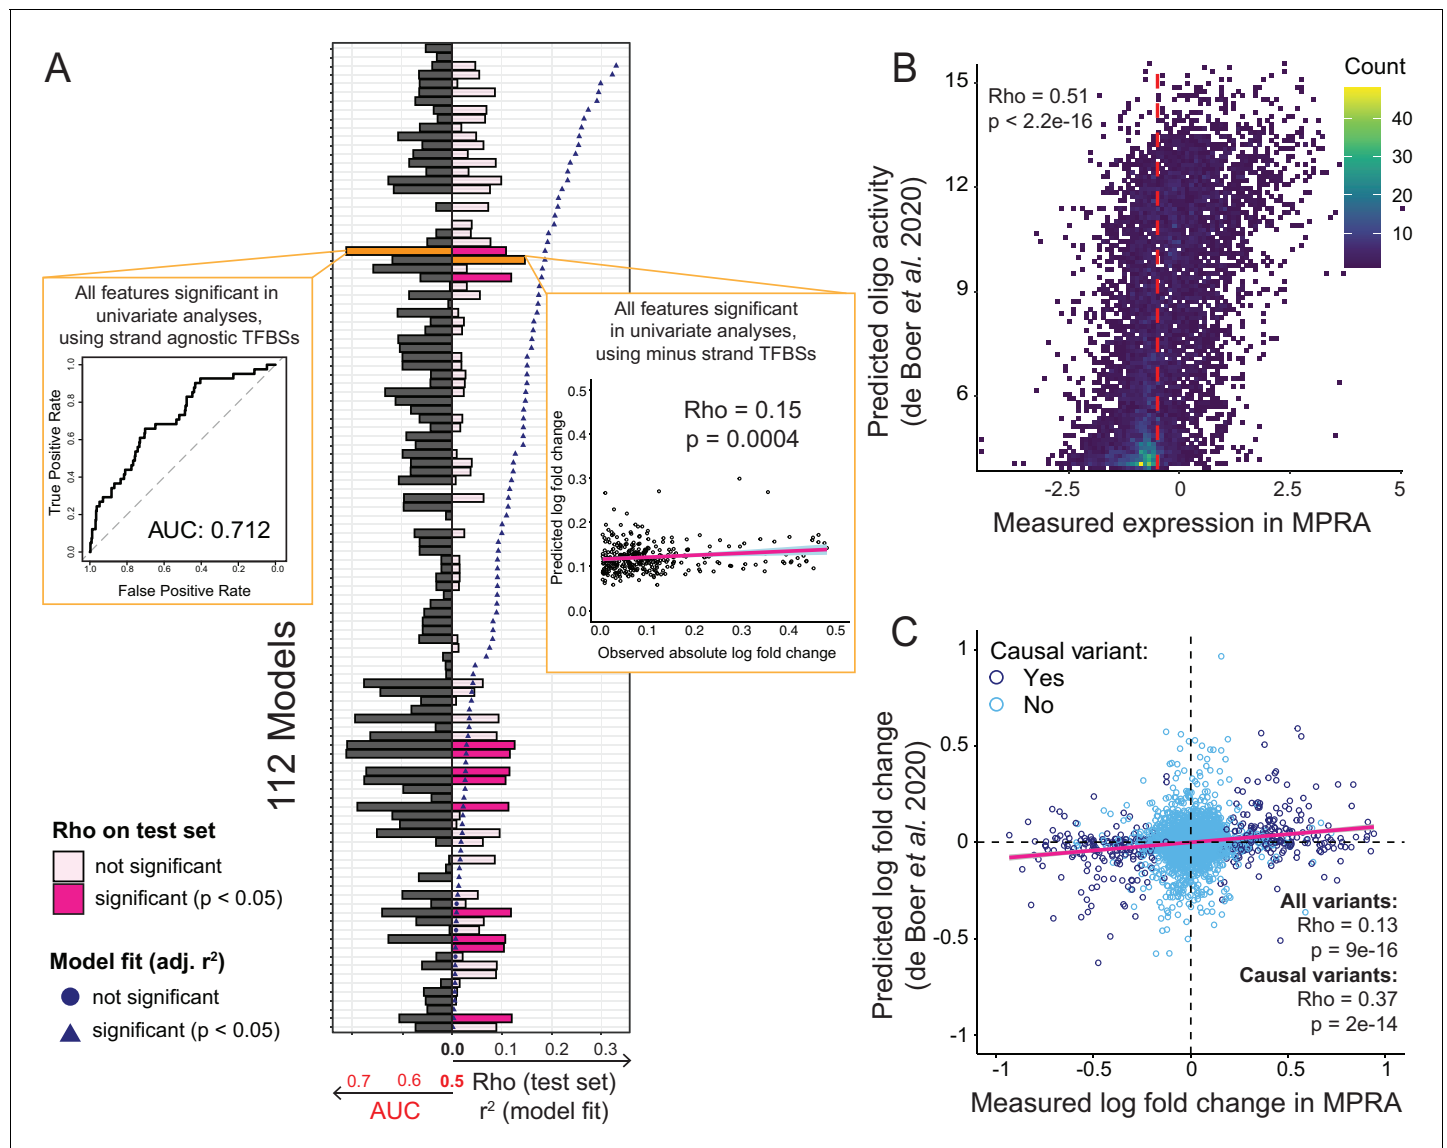 A
All features significant in
univariate analyses,
using strand agnostic TFBSs
True Positive Rate
1.0
0.8
0.6
0.4
0.2
0.0
AUC: 0.712
1.0 0.8 0.6 0.4 0.2 0.0
False Positive Rate
All features significant
in univariate analyses,
using minus strand TFBSs
Predicted log fold change
0.5
0.4
0.3
0.2
0.1
0.0
Rho = 0.15
p = 0.0004
0.0 0.1 0.2 0.3 0.4 0.5
Observed absolute log fold change
112 Models
Rho on test set
not significant
significant (p < 0.05)
Model fit (adj. r²)
not significant
significant (p < 0.05)
0.0 0.1 0.2 0.3
0.7 0.6 0.5 Rho (test set)
AUC r² (model fit)
B
Predicted oligo activity
(de Boer et al. 2020)
15
12
9
6
Rho = 0.51
p < 2.2e-16
Count
40
30
20
10
-2.5 0 2.5 5
Measured expression in MPRA
C
Predicted log fold change
(de Boer et al. 2020)
1
0.5
0
-0.5
-1
Causal variant:
Yes
No
All variants:
Rho = 0.13
p = 9e-16
Causal variants:
Rho = 0.37
p = 2e-14
-1 -0.5 0 0.5 1
Measured log fold change in MPRA